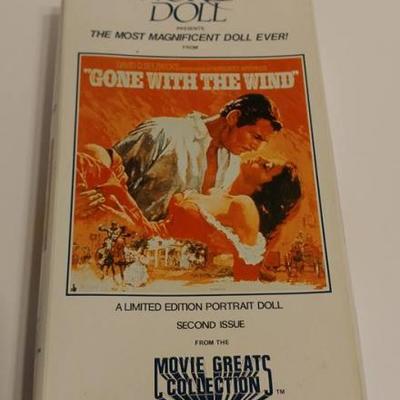 DOLL
PRESENTS
THE MOST MAGNIFICENT DOLL EVER!
FROM
"GONE WITH THE WIND"
A LIMITED EDITION PORTRAIT DOLL
SECOND ISSUE
FROM THE
MOVIE GREATS
COLLECTION TM